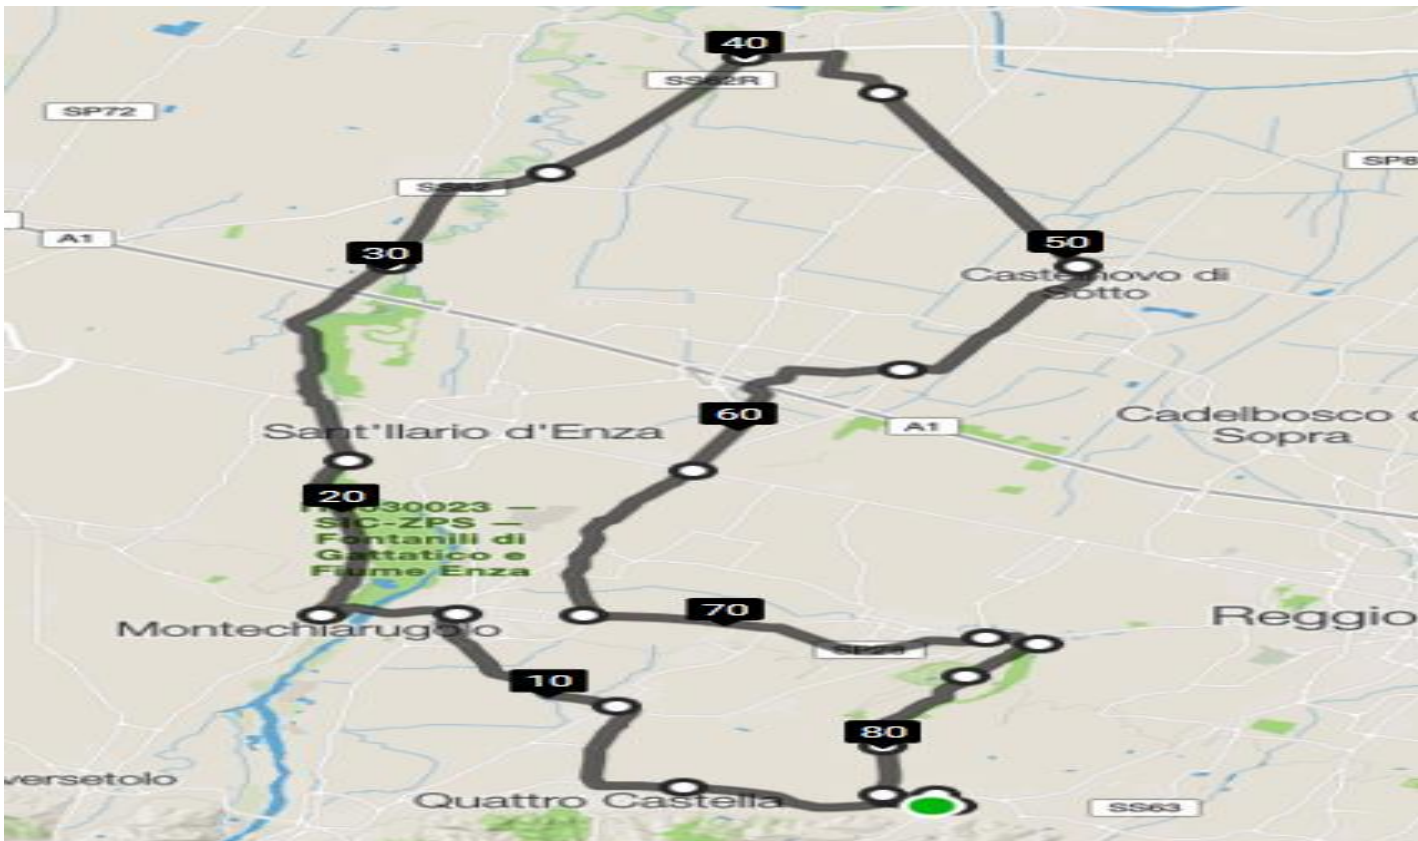 40
SS62R
SP72
SP8
SS62
A1
30
50
Castelnovo di
Sotto
60
A1
Cadelbosco
Sopra
Sant'Ilario d'Enza
20
SIC-ZPS –
Fontanili di
Gattatico e
Fiume Enza
Montechiarugolo
70
Reggio
10
80
versetolo
Quattro Castella
SS63